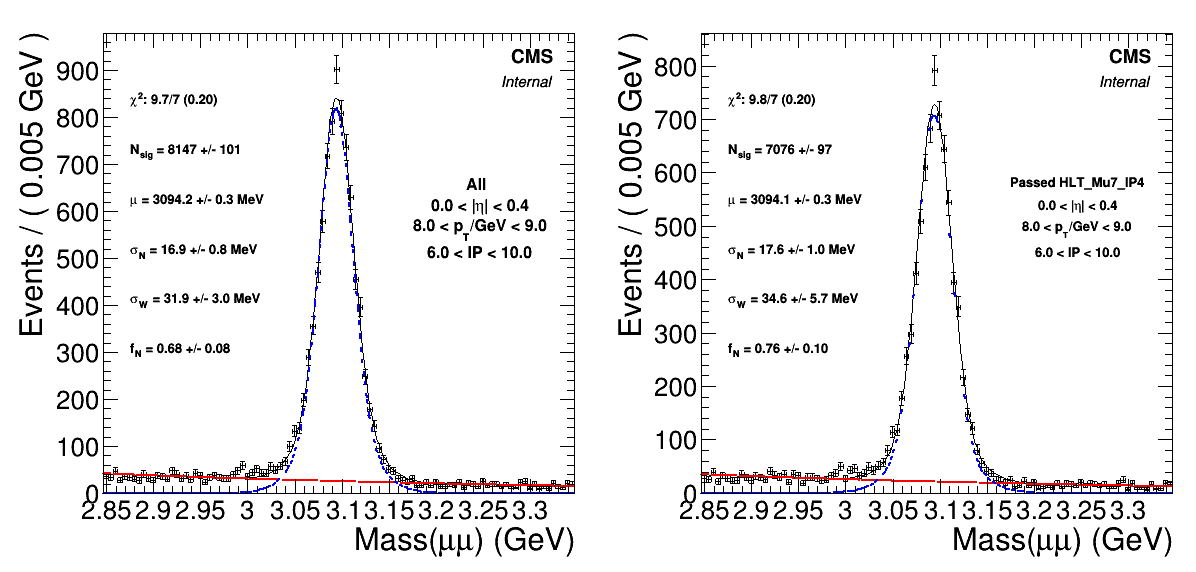 CMS
Internal
χ²: 9.7/7 (0.20)
N_sig = 8147 +/- 101
μ = 3094.2 +/- 0.3 MeV
σ_N = 16.9 +/- 0.8 MeV
σ_W = 31.9 +/- 3.0 MeV
f_N = 0.68 +/- 0.08
All
0.0 < |η| < 0.4
8.0 < p_T/GeV < 9.0
6.0 < IP < 10.0
Events / ( 0.005 GeV )
900
800
700
600
500
400
300
200
100
0
2.85 2.9 2.95 3 3.05 3.1 3.15 3.2 3.25 3.3
Mass(μμ) (GeV)
CMS
Internal
χ²: 9.8/7 (0.20)
N_sig = 7076 +/- 97
μ = 3094.1 +/- 0.3 MeV
σ_N = 17.6 +/- 1.0 MeV
σ_W = 34.6 +/- 5.7 MeV
f_N = 0.76 +/- 0.10
Passed HLT_Mu7_IP4
0.0 < |η| < 0.4
8.0 < p_T/GeV < 9.0
6.0 < IP < 10.0
Events / ( 0.005 GeV )
800
700
600
500
400
300
200
100
0
2.85 2.9 2.95 3 3.05 3.1 3.15 3.2 3.25 3.3
Mass(μμ) (GeV)